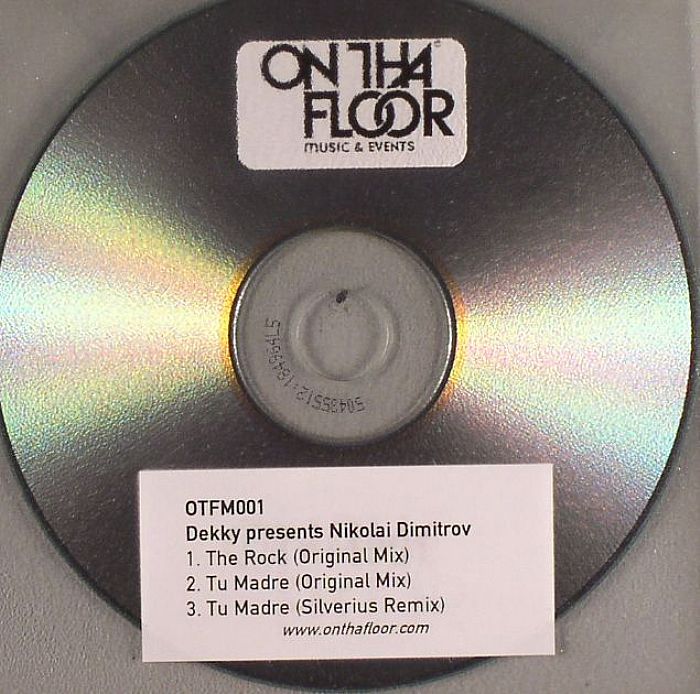 ON THA
FLOOR
MUSIC & EVENTS
OTFM001
Dekky presents Nikolai Dimitrov
1. The Rock (Original Mix)
2. Tu Madre (Original Mix)
3. Tu Madre (Silverius Remix)
www.onthafloor.com